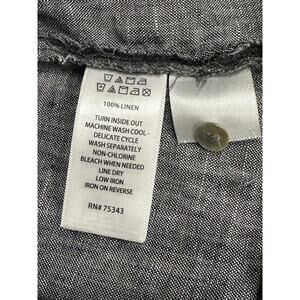 100% LINEN
TURN INSIDE OUT
MACHINE WASH COOL -
DELICATE CYCLE
WASH SEPARATELY
NON-CHLORINE
BLEACH WHEN NEEDED
LINE DRY
LOW IRON
IRON ON REVERSE
RN# 75343